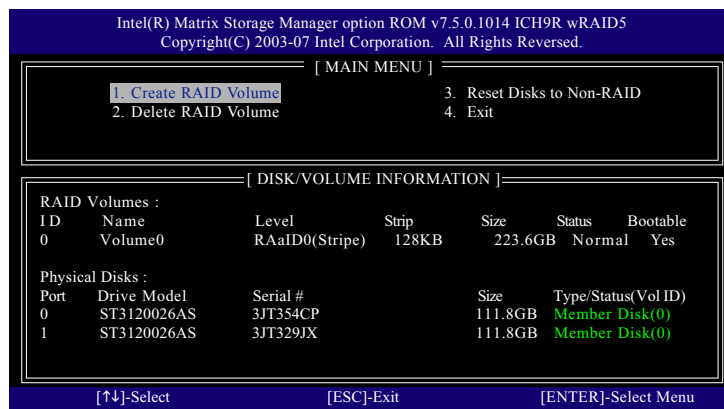 Intel(R) Matrix Storage Manager option ROM v7.5.0.1014 ICH9R wRAID5
Copyright(C) 2003-07 Intel Corporation. All Rights Reversed.
[ MAIN MENU ]
1. Create RAID Volume 3. Reset Disks to Non-RAID
2. Delete RAID Volume 4. Exit
[ DISK/VOLUME INFORMATION ]
RAID Volumes :
ID Name Level Strip Size Status Bootable
0 Volume0 RAaID0(Stripe) 128KB 223.6GB Normal Yes
Physical Disks :
Port Drive Model Serial # Size Type/Status(Vol ID)
0 ST3120026AS 3JT354CP 111.8GB Member Disk(0)
1 ST3120026AS 3JT329JX 111.8GB Member Disk(0)
[↑↓]-Select [ESC]-Exit [ENTER]-Select Menu